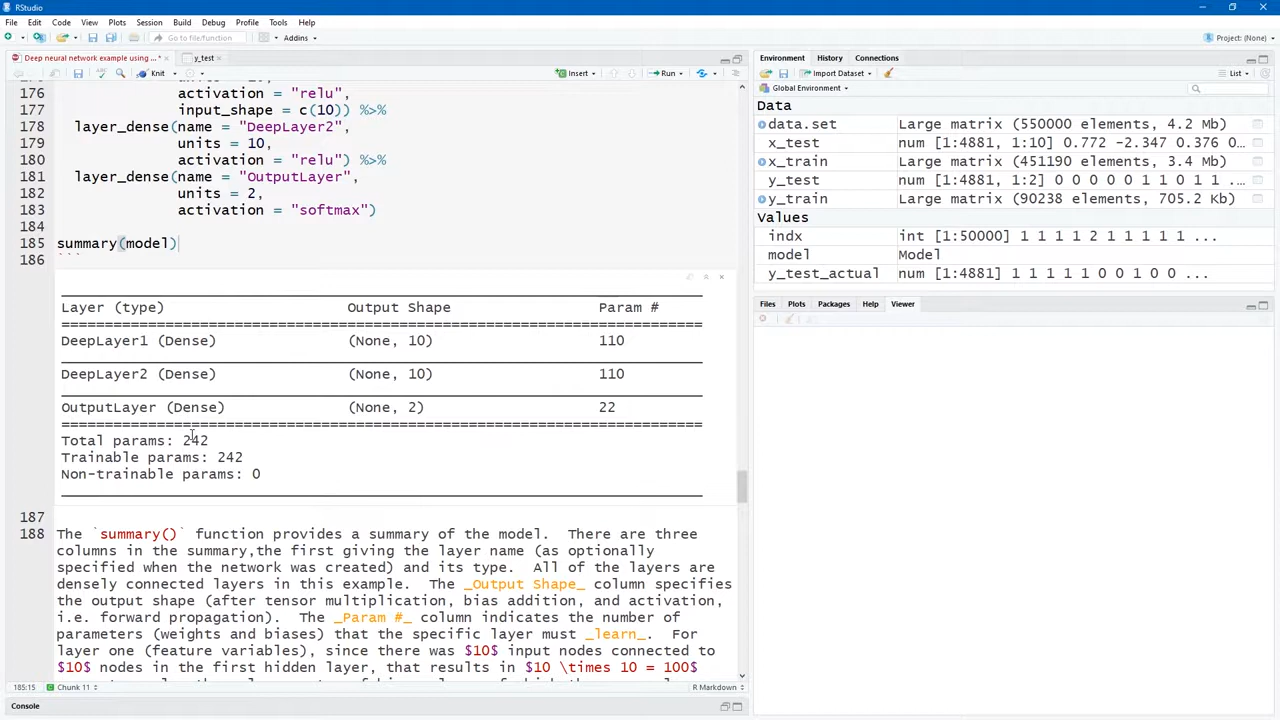 RStudio
File Edit Code View Plots Session Build Debug Profile Tools Help
Go to file/function Addins Project: (None)
Deep neural network example using ...* × y_test ×
Knit Insert Run
176 activation = "relu",
177 input_shape = c(10)) %>%
178 layer_dense(name = "DeepLayer2",
179 units = 10,
180 activation = "relu") %>%
181 layer_dense(name = "OutputLayer",
182 units = 2,
183 activation = "softmax")
184
185 summary(model)
186 ```
Layer (type) Output Shape Param #
DeepLayer1 (Dense) (None, 10) 110
DeepLayer2 (Dense) (None, 10) 110
OutputLayer (Dense) (None, 2) 22
Total params: 242
Trainable params: 242
Non-trainable params: 0
187
188 The `summary()` function provides a summary of the model. There are three
columns in the summary,the first giving the layer name (as optionally
specified when the network was created) and its type. All of the layers are
densely connected layers in this example. The _Output Shape_ column specifies
the output shape (after tensor multiplication, bias addition, and activation,
i.e. forward propagation). The _Param #_ column indicates the number of
parameters (weights and biases) that the specific layer must _learn_. For
layer one (feature variables), since there was $10$ input nodes connected to
$10$ nodes in the first hidden layer, that results in $10 \times 10 = 100$
185:15 Chunk 11 R Markdown
Console
Environment History Connections
Import Dataset List
Global Environment
Data
data.set Large matrix (550000 elements, 4.2 Mb)
x_test num [1:4881, 1:10] 0.772 -2.347 0.376 0...
x_train Large matrix (451190 elements, 3.4 Mb)
y_test num [1:4881, 1:2] 0 0 0 0 0 1 1 0 1 1 ...
y_train Large matrix (90238 elements, 705.2 Kb)
Values
indx int [1:50000] 1 1 1 1 2 1 1 1 1 1 ...
model Model
y_test_actual num [1:4881] 1 1 1 1 1 0 0 1 0 0 ...
Files Plots Packages Help Viewer